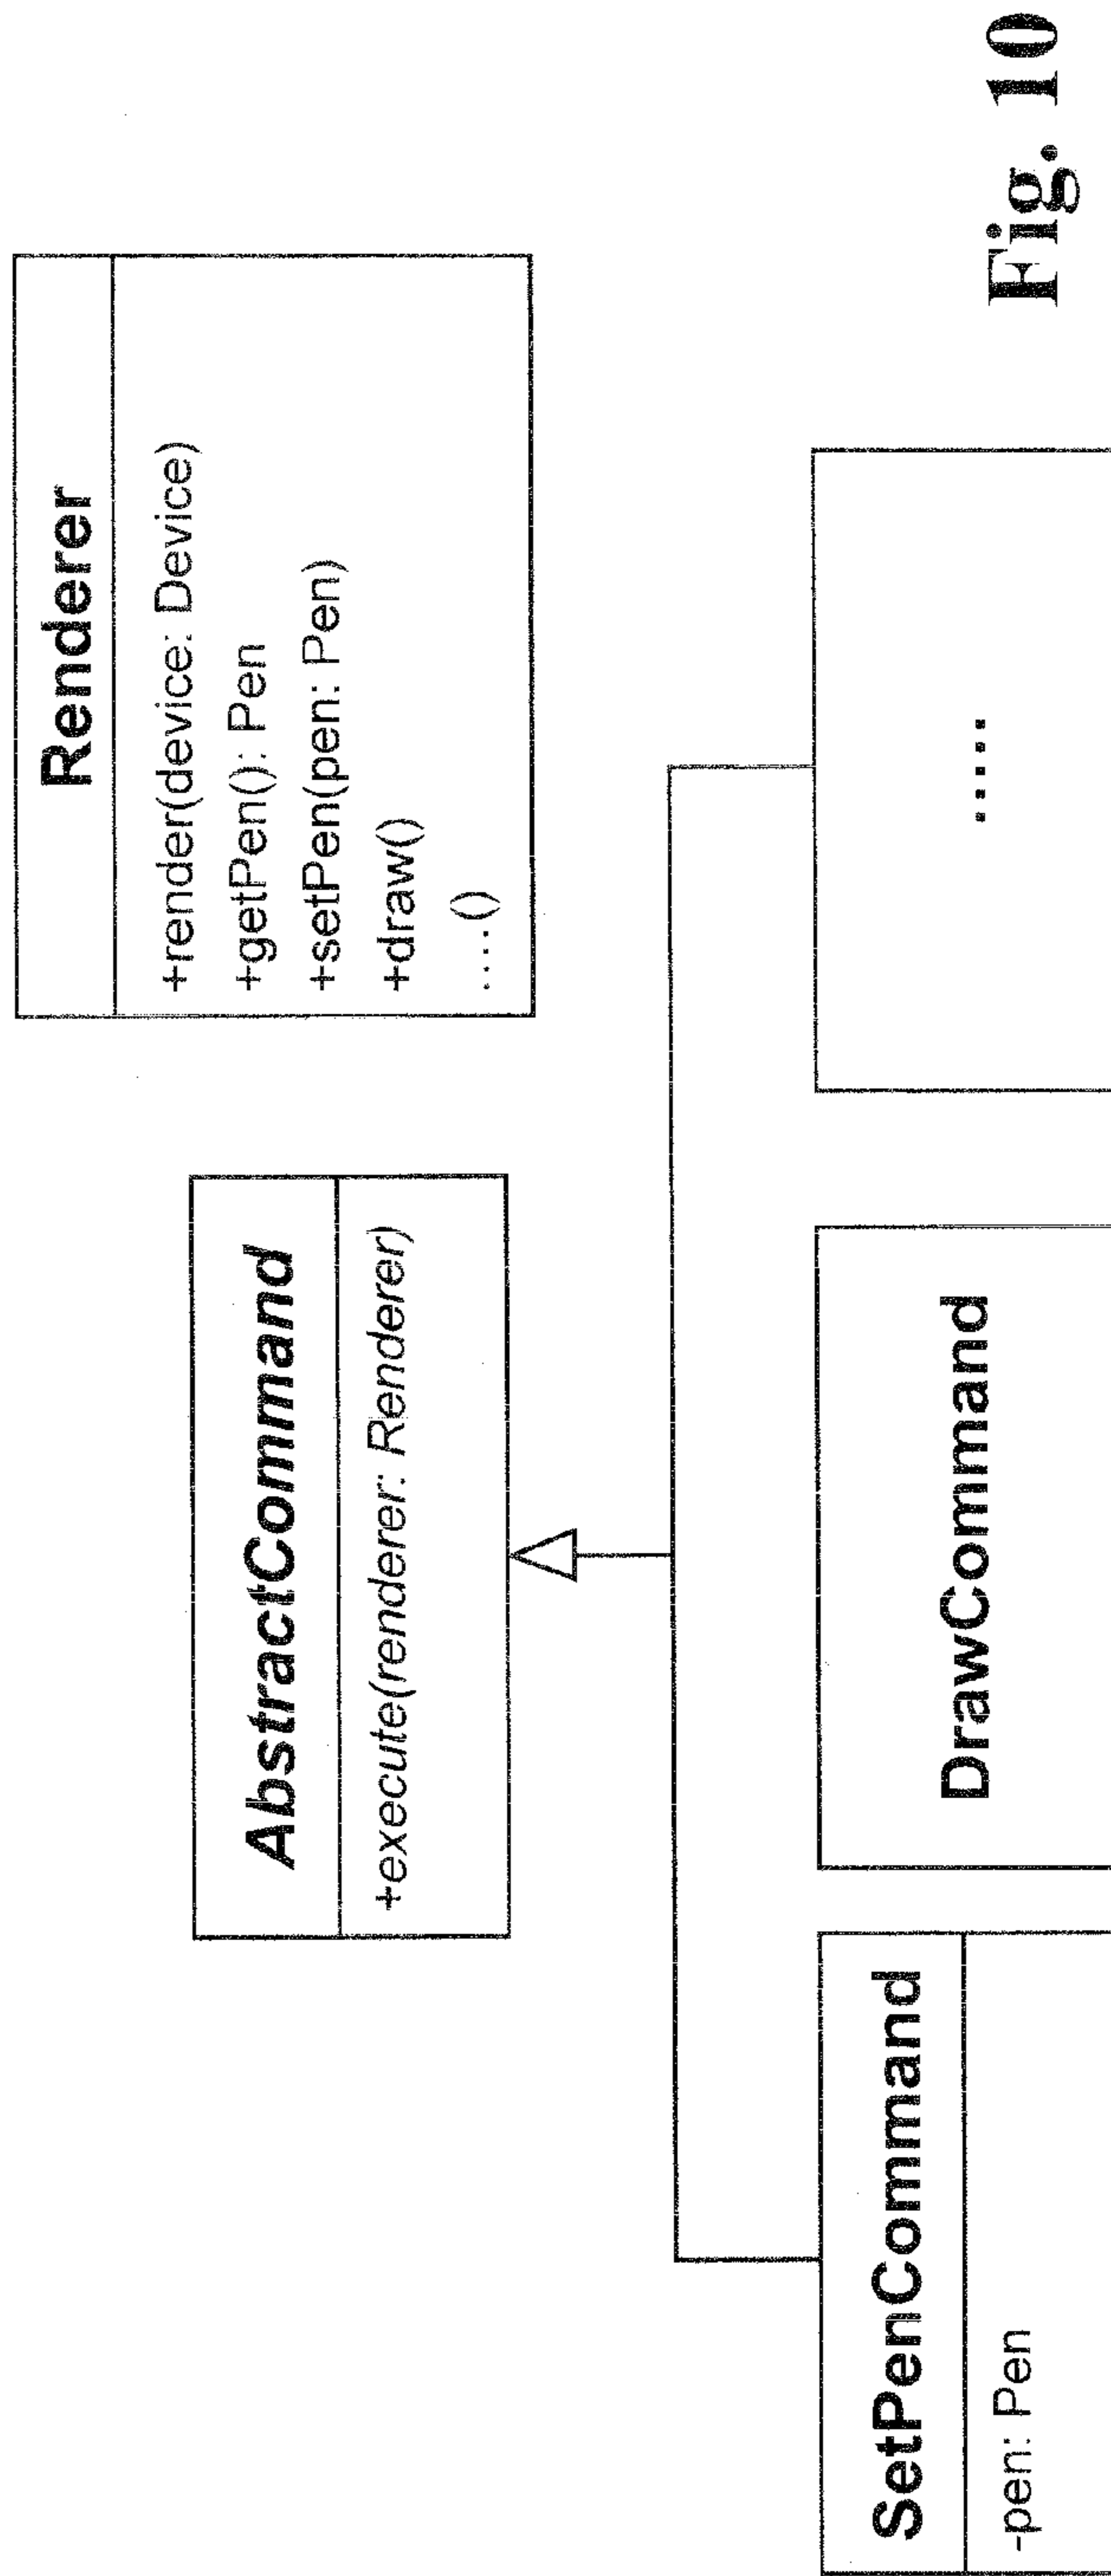 Renderer
+render(device: Device)
+getPen(): Pen
+setPen(pen: Pen)
+draw()
....()
AbstractCommand
+execute(renderer: Renderer)
SetPenCommand
-pen: Pen
DrawCommand
.....
Fig. 10